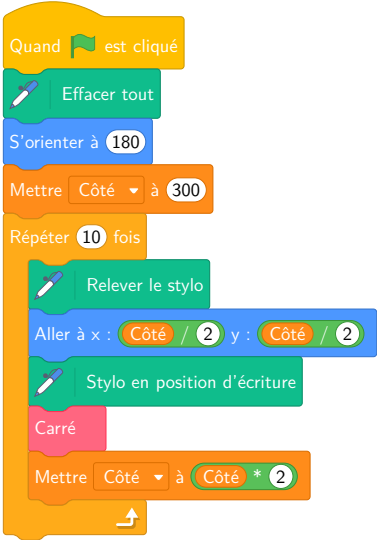 Quand est cliqué
Effacer tout
S'orienter à 180
Mettre Côté à 300
Répéter 10 fois
Relever le stylo
Aller à x : Côté / 2 y : Côté / 2
Stylo en position d'écriture
Carré
Mettre Côté à Côté * 2